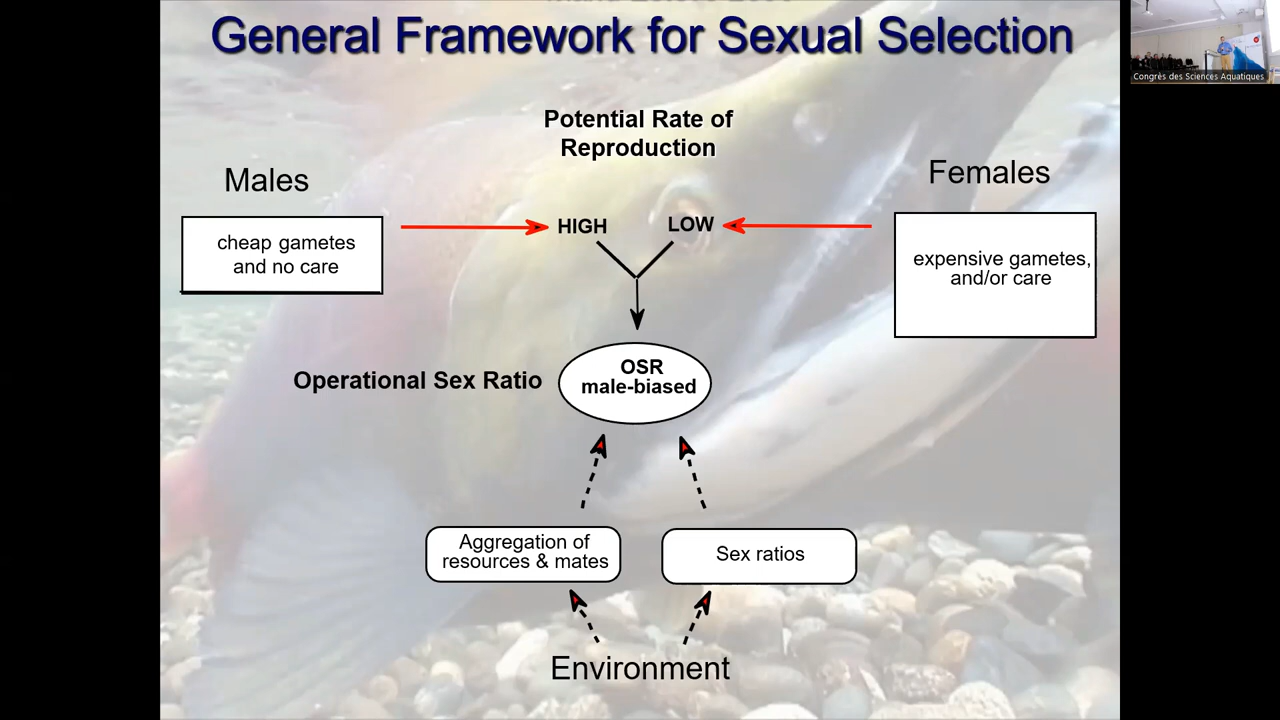 General Framework for Sexual Selection
Congrès des Sciences Aquatiques
Potential Rate of
Reproduction
Males
Females
cheap gametes
and no care
HIGH
LOW
expensive gametes,
and/or care
Operational Sex Ratio
OSR
male-biased
Aggregation of
resources & mates
Sex ratios
Environment